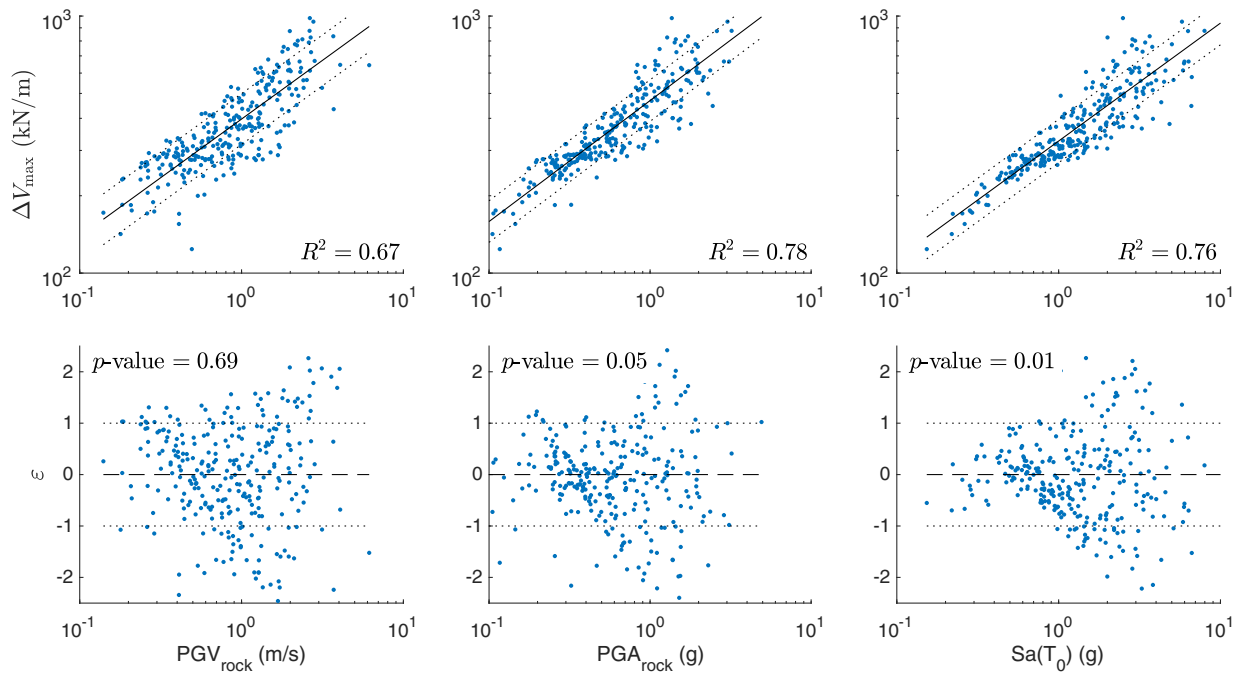 10^3
10^3
10^3
ΔV_max (kN/m)
R^2 = 0.67
R^2 = 0.78
R^2 = 0.76
10^2
10^2
10^2
10^-1 10^0 10^1
10^-1 10^0 10^1
10^-1 10^0 10^1
p-value = 0.69
p-value = 0.05
p-value = 0.01
2
1
0
-1
-2
ε
2
1
0
-1
-2
2
1
0
-1
-2
10^-1 10^0 10^1
10^-1 10^0 10^1
10^-1 10^0 10^1
PGV_rock (m/s)
PGA_rock (g)
Sa(T_0) (g)